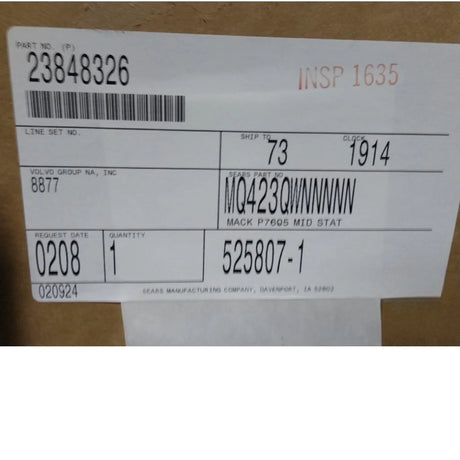 PART NO. (P)
23848326
INSP 1635
LINE SET NO.
SHIP TO
73
CLOCK
1914
VOLVO GROUP NA, INC
8877
SEARS PART NO
MQ423QWNNNNN
MACK P76Q5 MID STAT
REQUEST DATE
0208
QUANTITY
1
525807-1
020924
SEARS MANUFACTURING COMPANY, DAVENPORT, IA 52802